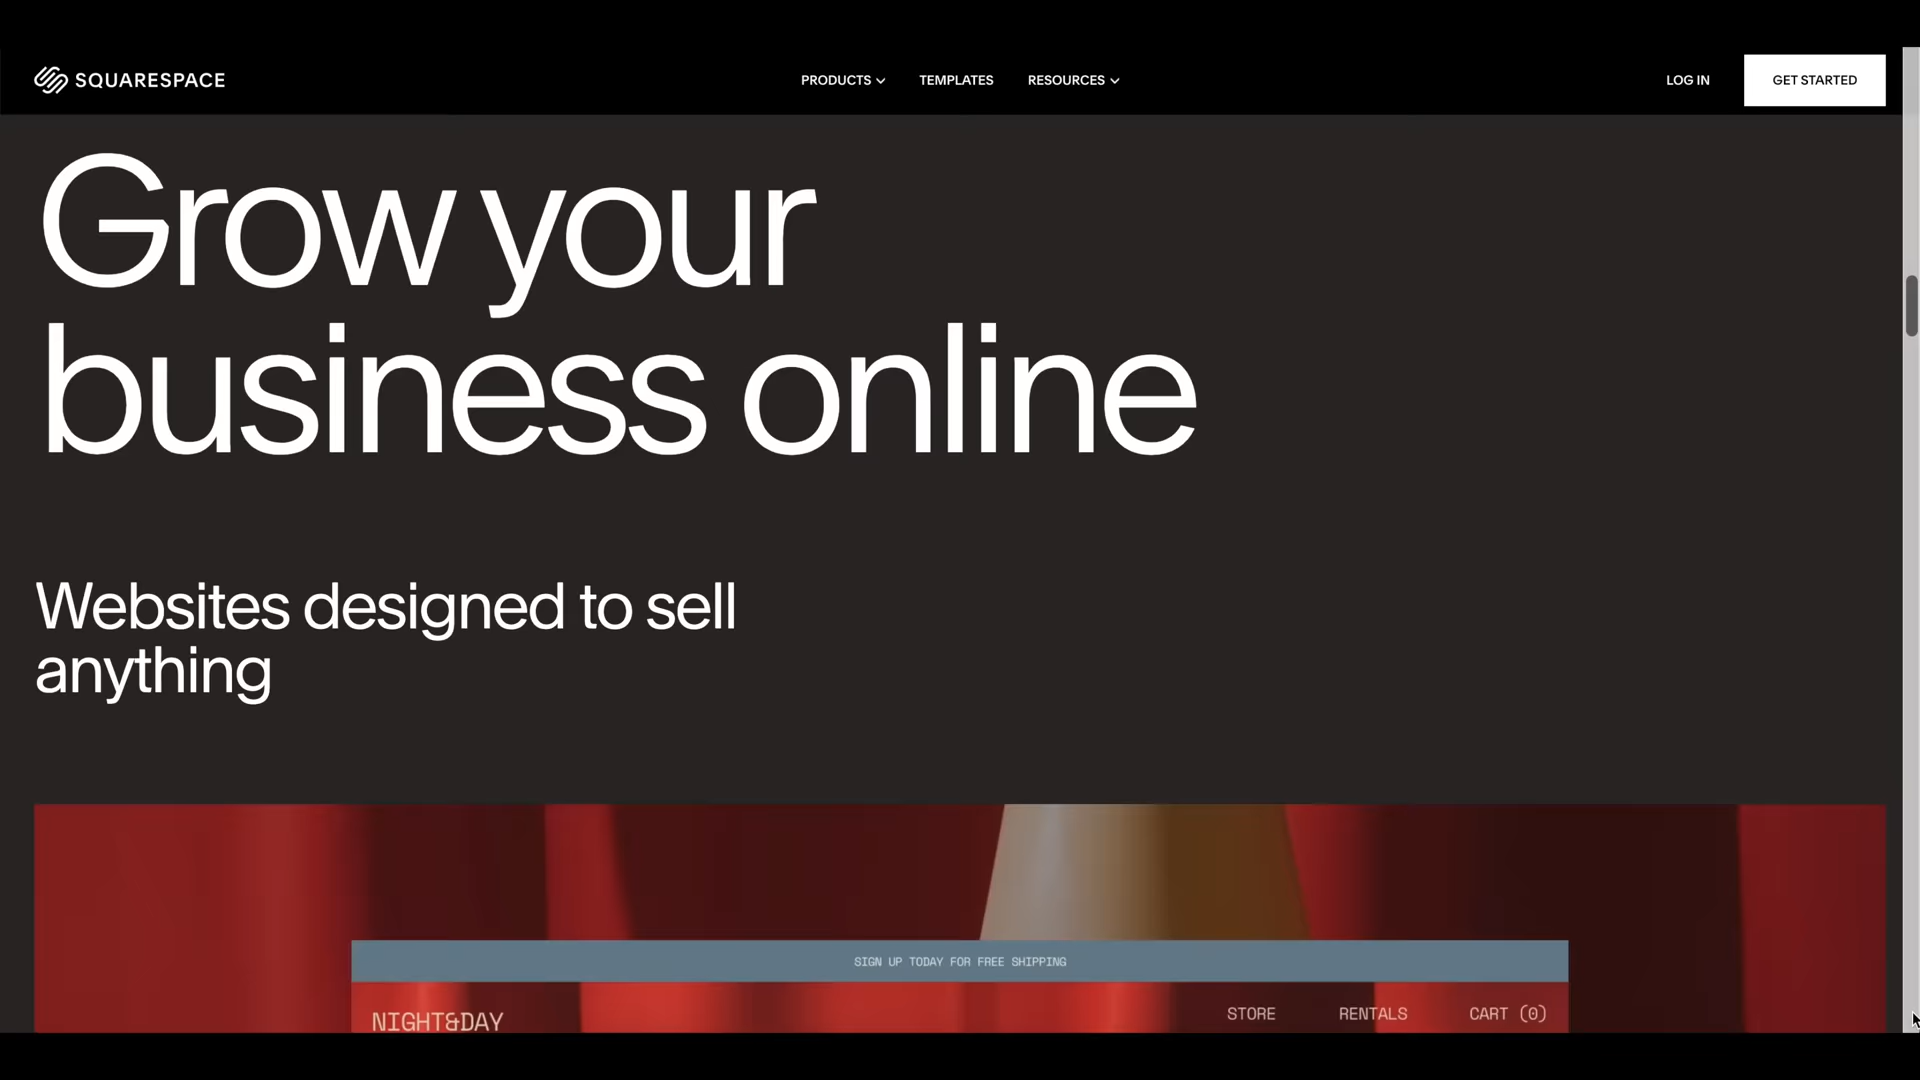 SQUARESPACE
PRODUCTS
TEMPLATES
RESOURCES
LOG IN
GET STARTED
Grow your
business online
Websites designed to sell
anything
SIGN UP TODAY FOR FREE SHIPPING
NIGHT&DAY
STORE
RENTALS
CART (0)